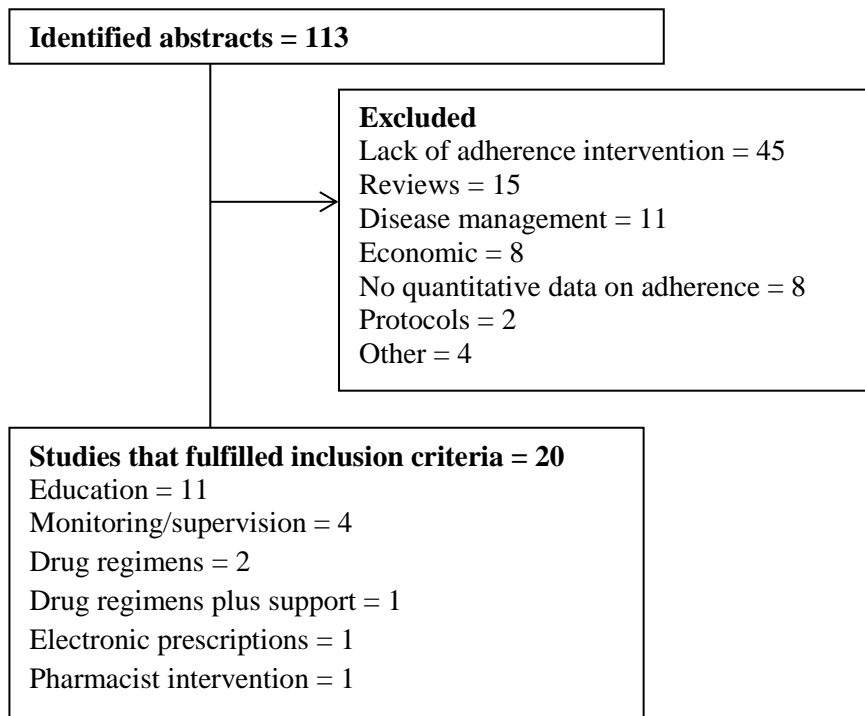 Identified abstracts = 113
Excluded
Lack of adherence intervention = 45
Reviews = 15
Disease management = 11
Economic = 8
No quantitative data on adherence = 8
Protocols = 2
Other = 4
Studies that fulfilled inclusion criteria = 20
Education = 11
Monitoring/supervision = 4
Drug regimens = 2
Drug regimens plus support = 1
Electronic prescriptions = 1
Pharmacist intervention = 1